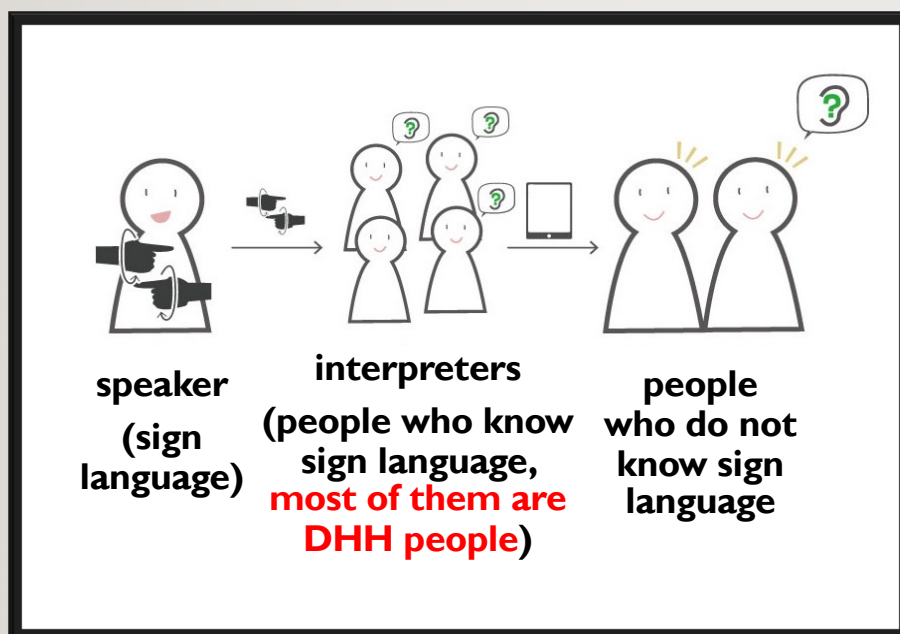 speaker
(sign
language)
interpreters
(people who know
sign language,
most of them are
DHH people)
people
who do not
know sign
language
?
?
?
?